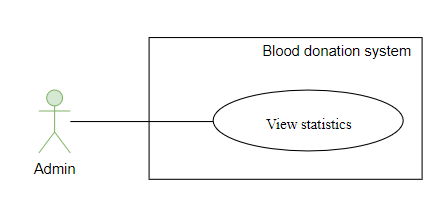 Blood donation system
View statistics
Admin